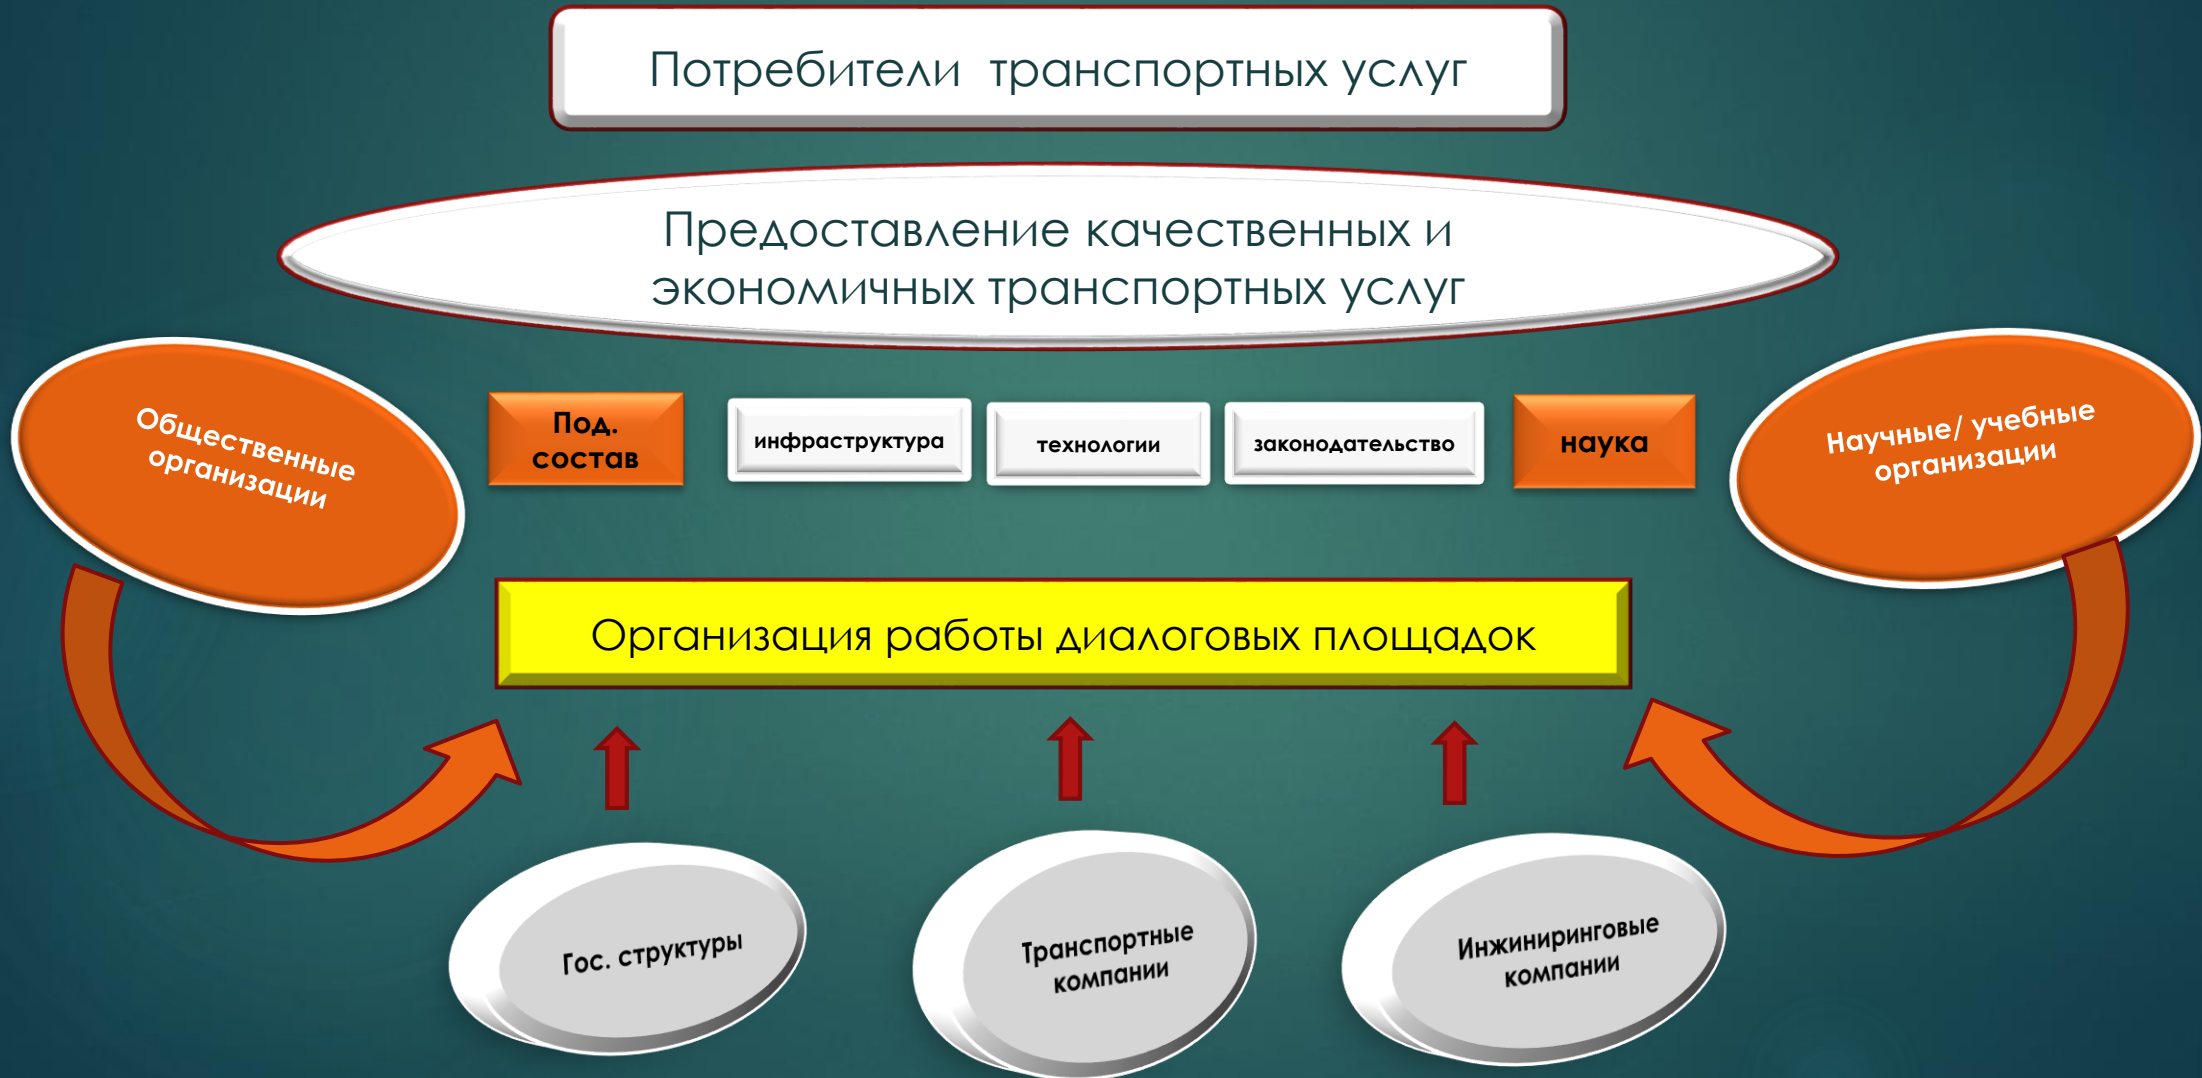 Потребители транспортных услуг
Предоставление качественных и
экономичных транспортных услуг
Общественные
организации
Под.
состав
инфраструктура
технологии
законодательство
наука
Научные/ учебные
организации
Организация работы диалоговых площадок
Гос. структуры
Транспортные
компании
Инжиниринговые
компании